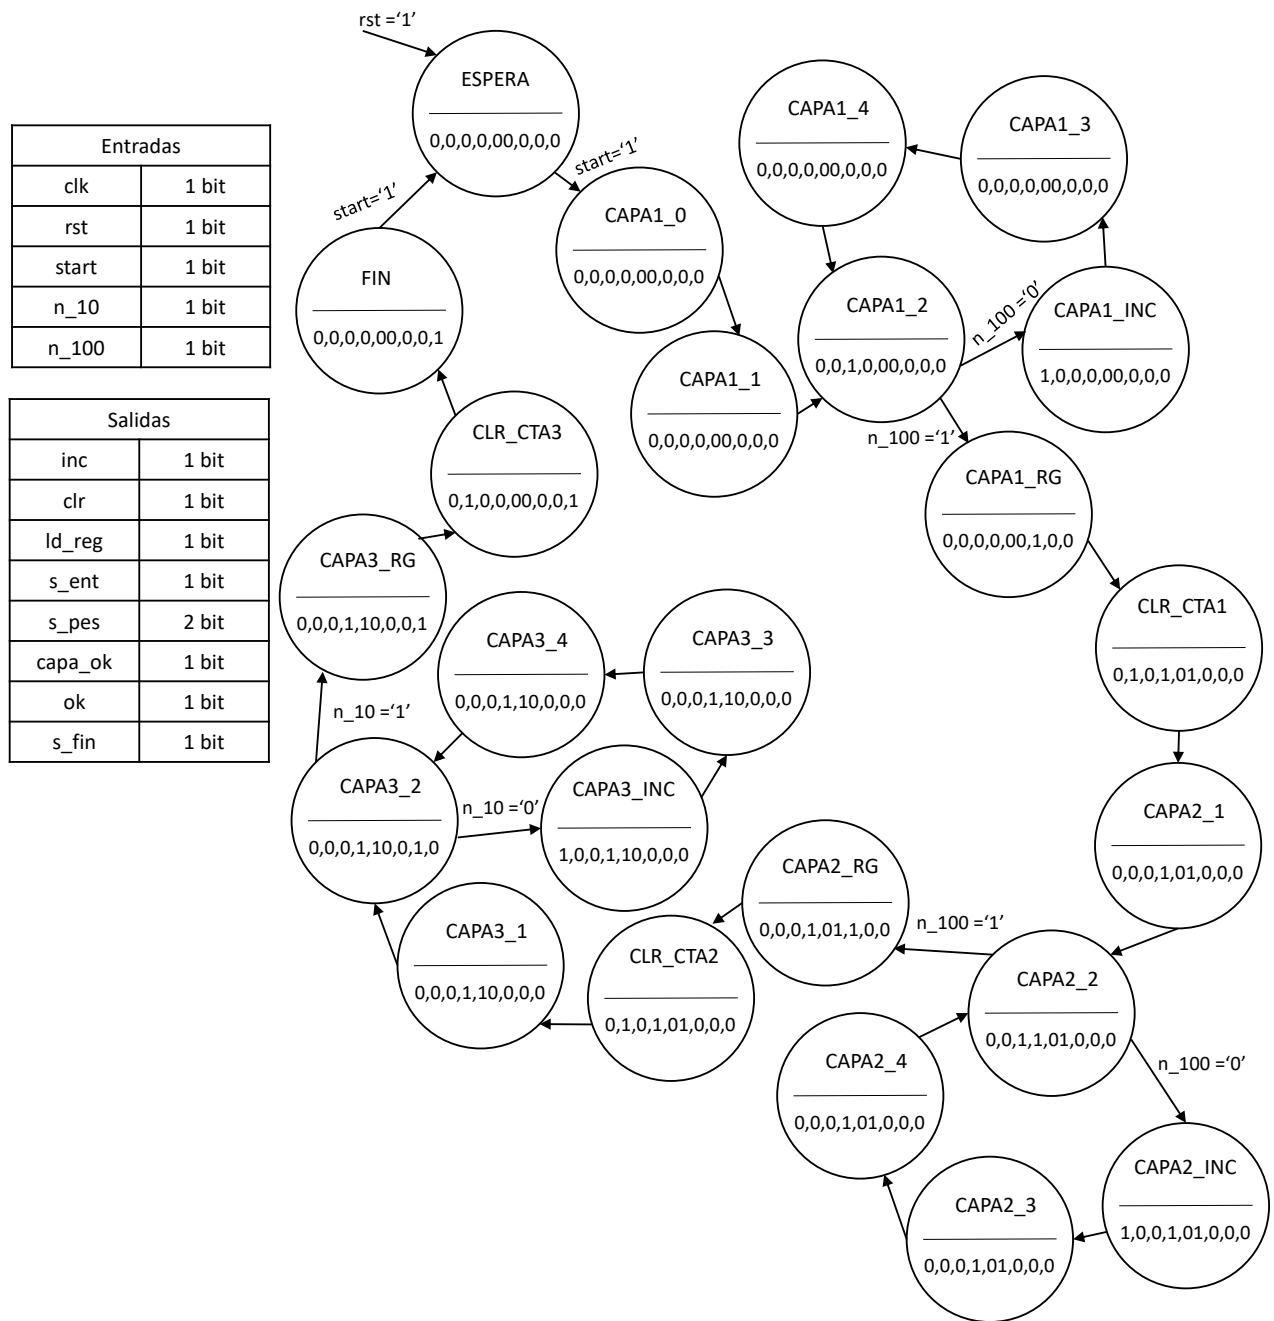 rst =‘1’
ESPERA
0,0,0,0,00,0,0,0
start=‘1’
start=‘1’
Entradas
clk 1 bit
rst 1 bit
start 1 bit
n_10 1 bit
n_100 1 bit
Salidas
inc 1 bit
clr 1 bit
ld_reg 1 bit
s_ent 1 bit
s_pes 2 bit
capa_ok 1 bit
ok 1 bit
s_fin 1 bit
CAPA1_0
0,0,0,0,00,0,0,0
CAPA1_1
0,0,0,0,00,0,0,0
CAPA1_4
0,0,0,0,00,0,0,0
CAPA1_3
0,0,0,0,00,0,0,0
CAPA1_2
0,0,1,0,00,0,0,0
n_100 =‘0’
CAPA1_INC
1,0,0,0,00,0,0,0
n_100 =‘1’
CAPA1_RG
0,0,0,0,00,1,0,0
CLR_CTA1
0,1,0,1,01,0,0,0
CAPA2_1
0,0,0,1,01,0,0,0
CAPA2_2
0,0,1,1,01,0,0,0
n_100 =‘0’
CAPA2_INC
1,0,0,1,01,0,0,0
CAPA2_3
0,0,0,1,01,0,0,0
CAPA2_4
0,0,0,1,01,0,0,0
n_100 =‘1’
CAPA2_RG
0,0,0,1,01,1,0,0
CLR_CTA2
0,1,0,1,01,0,0,0
CAPA3_1
0,0,0,1,10,0,0,0
CAPA3_2
0,0,0,1,10,0,1,0
n_10 =‘0’
CAPA3_INC
1,0,0,1,10,0,0,0
CAPA3_3
0,0,0,1,10,0,0,0
CAPA3_4
0,0,0,1,10,0,0,0
n_10 =‘1’
CAPA3_RG
0,0,0,1,10,0,0,1
CLR_CTA3
0,1,0,0,00,0,0,1
FIN
0,0,0,0,00,0,0,1